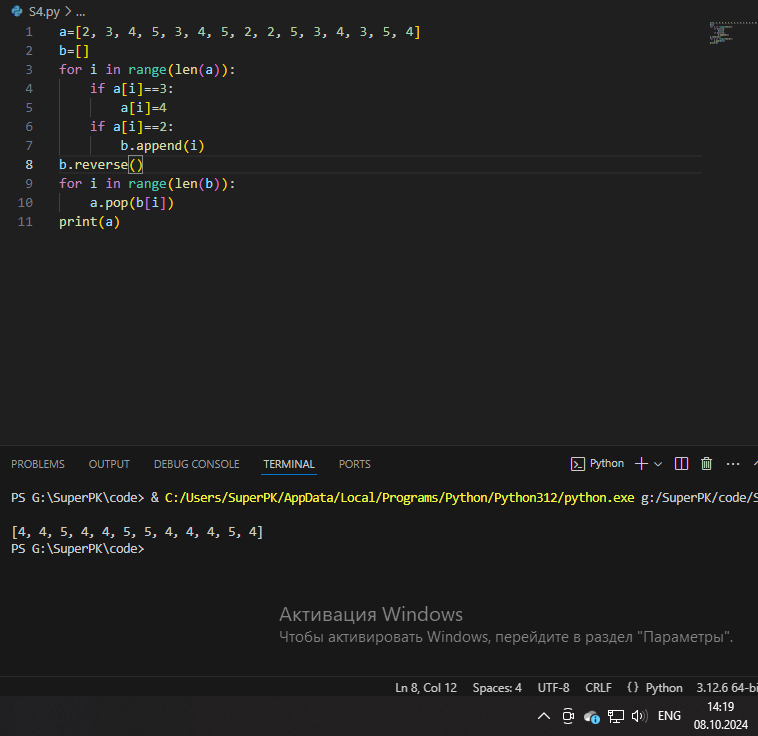 S4.py > ...
1 a=[2, 3, 4, 5, 3, 4, 5, 2, 2, 5, 3, 4, 3, 5, 4]
2 b=[]
3 for i in range(len(a)):
4 if a[i]==3:
5 a[i]=4
6 if a[i]==2:
7 b.append(i)
8 b.reverse()
9 for i in range(len(b)):
10 a.pop(b[i])
11 print(a)
PROBLEMS OUTPUT DEBUG CONSOLE TERMINAL PORTS Python
PS G:\SuperPK\code> & C:/Users/SuperPK/AppData/Local/Programs/Python/Python312/python.exe g:/SuperPK/code/S
[4, 4, 5, 4, 4, 5, 5, 4, 4, 4, 5, 4]
PS G:\SuperPK\code>
Активация Windows
Чтобы активировать Windows, перейдите в раздел "Параметры".
Ln 8, Col 12 Spaces: 4 UTF-8 CRLF {} Python 3.12.6 64-bi
ENG 14:19
08.10.2024